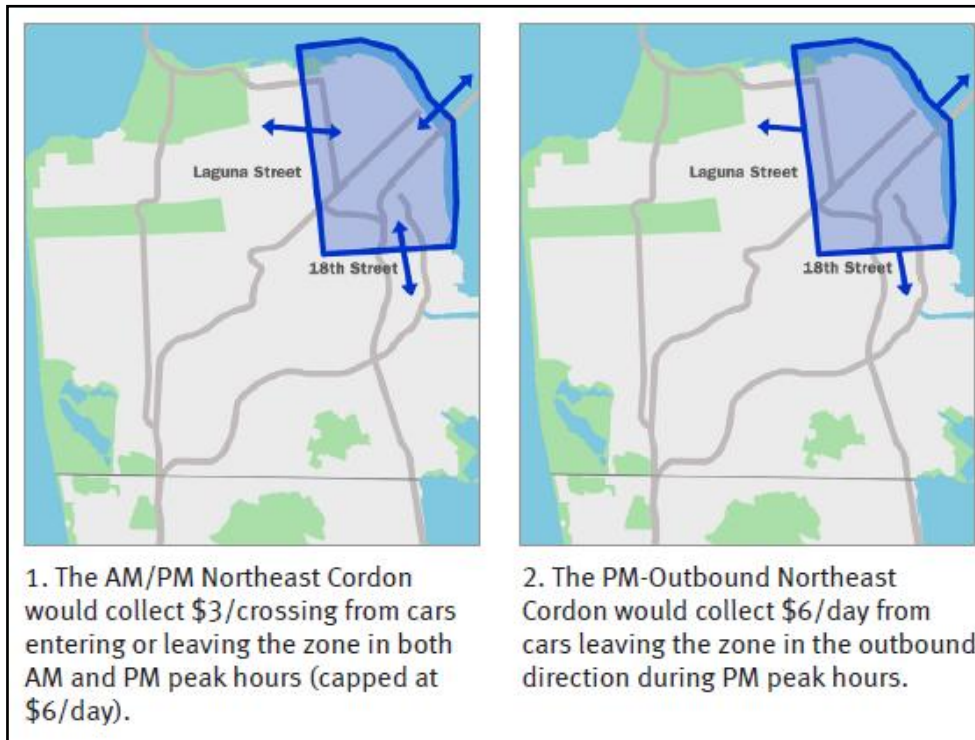 Laguna Street
18th Street
1. The AM/PM Northeast Cordon
would collect $3/crossing from cars
entering or leaving the zone in both
AM and PM peak hours (capped at
$6/day).
Laguna Street
18th Street
2. The PM-Outbound Northeast
Cordon would collect $6/day from
cars leaving the zone in the outbound
direction during PM peak hours.